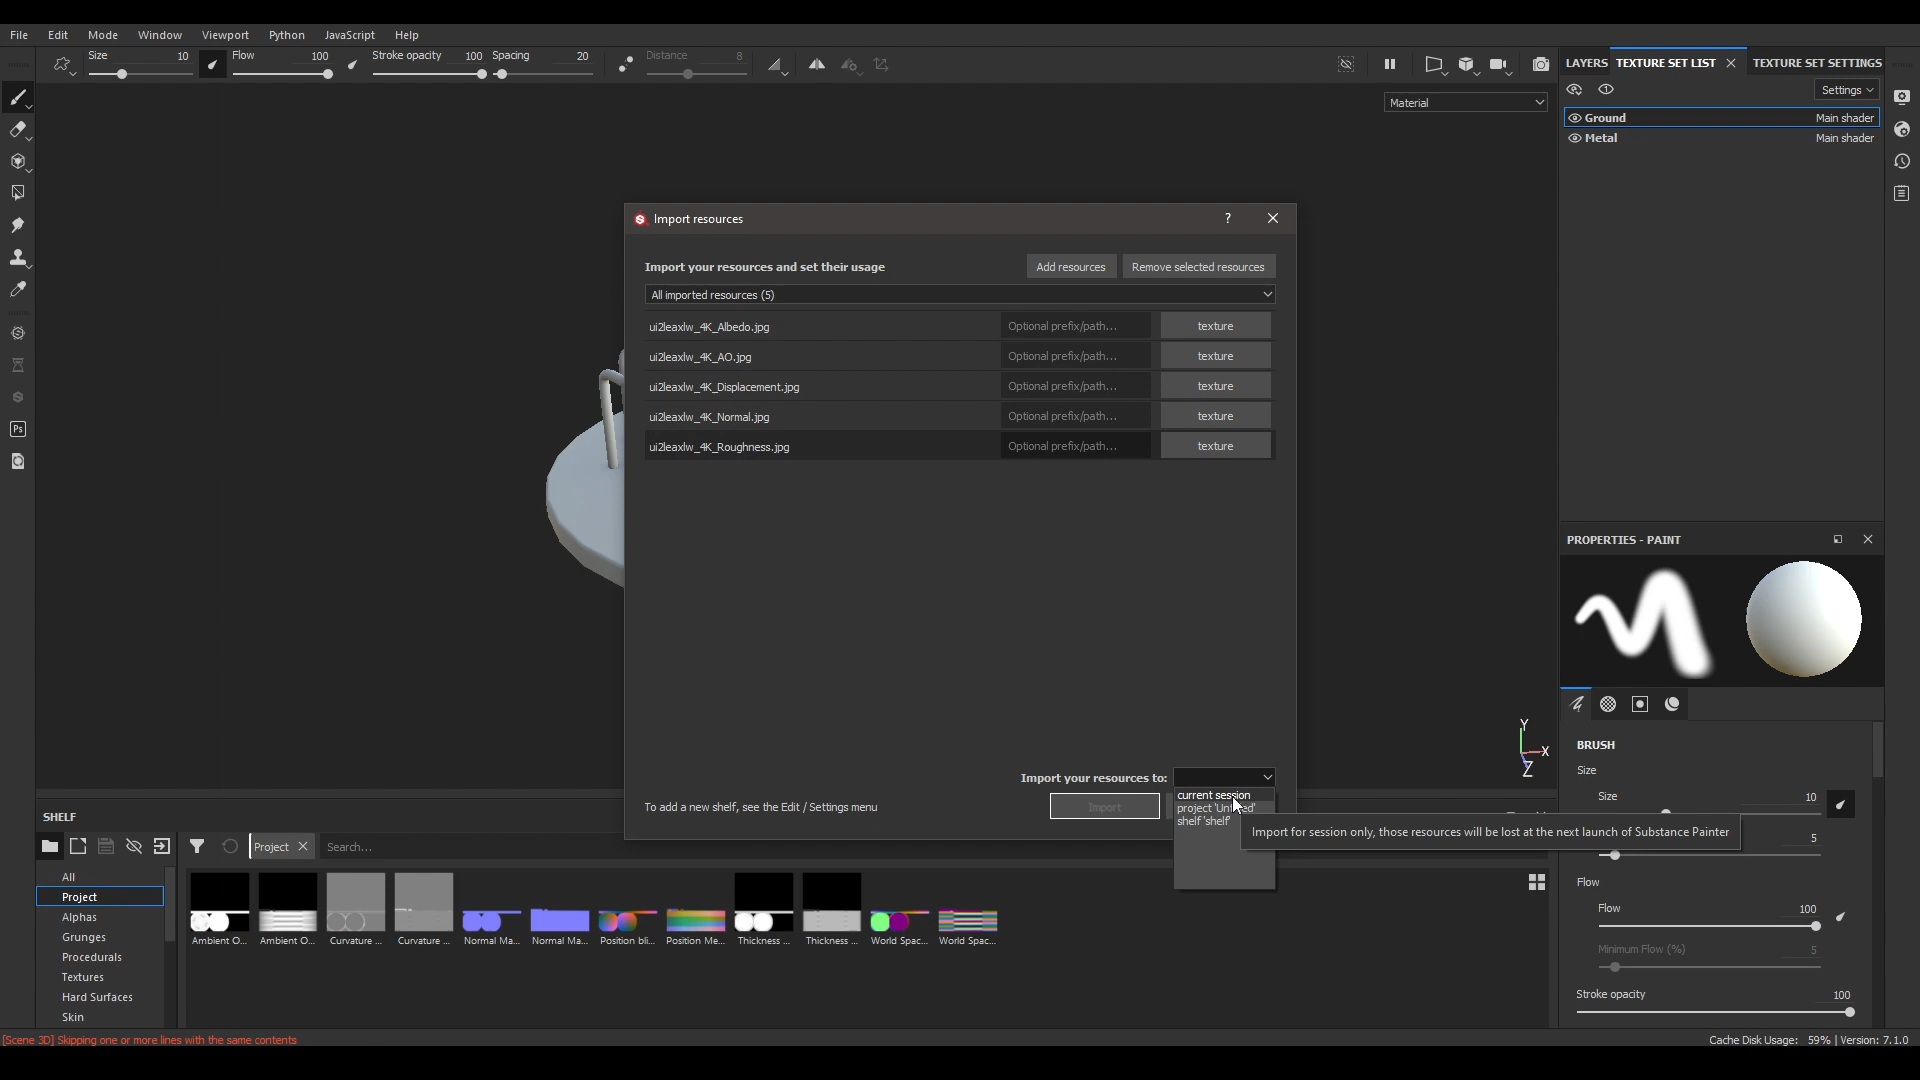 File Edit Mode Window Viewport Python JavaScript Help
Size 10 Flow 100 Stroke opacity 100 Spacing 20 Distance 8
LAYERS TEXTURE SET LIST TEXTURE SET SETTINGS
Material
Settings
Ground Main shader
Metal Main shader
Import resources ?
Import your resources and set their usage Add resources Remove selected resources
All imported resources (5)
ui2leaxlw_4K_Albedo.jpg Optional prefix/path... texture
ui2leaxlw_4K_AO.jpg Optional prefix/path... texture
ui2leaxlw_4K_Displacement.jpg Optional prefix/path... texture
ui2leaxlw_4K_Normal.jpg Optional prefix/path... texture
ui2leaxlw_4K_Roughness.jpg Optional prefix/path... texture
Import your resources to:
current session
project 'Untitled'
shelf 'shelf'
To add a new shelf, see the Edit / Settings menu Import
Import for session only, those resources will be lost at the next launch of Substance Painter
Y
X
Z
Ps
PROPERTIES - PAINT
BRUSH
Size
Size 10
5
Flow
Flow 100
Minimum Flow (%) 5
Stroke opacity 100
SHELF
Project Search...
All
Project
Alphas
Grunges
Procedurals
Textures
Hard Surfaces
Skin
Ambient O... Ambient O... Curvature ... Curvature ... Normal Ma... Normal Ma... Position bli... Position Me... Thickness ... Thickness ... World Spac... World Spac...
[Scene 3D] Skipping one or more lines with the same contents
Cache Disk Usage: 59% | Version: 7.1.0